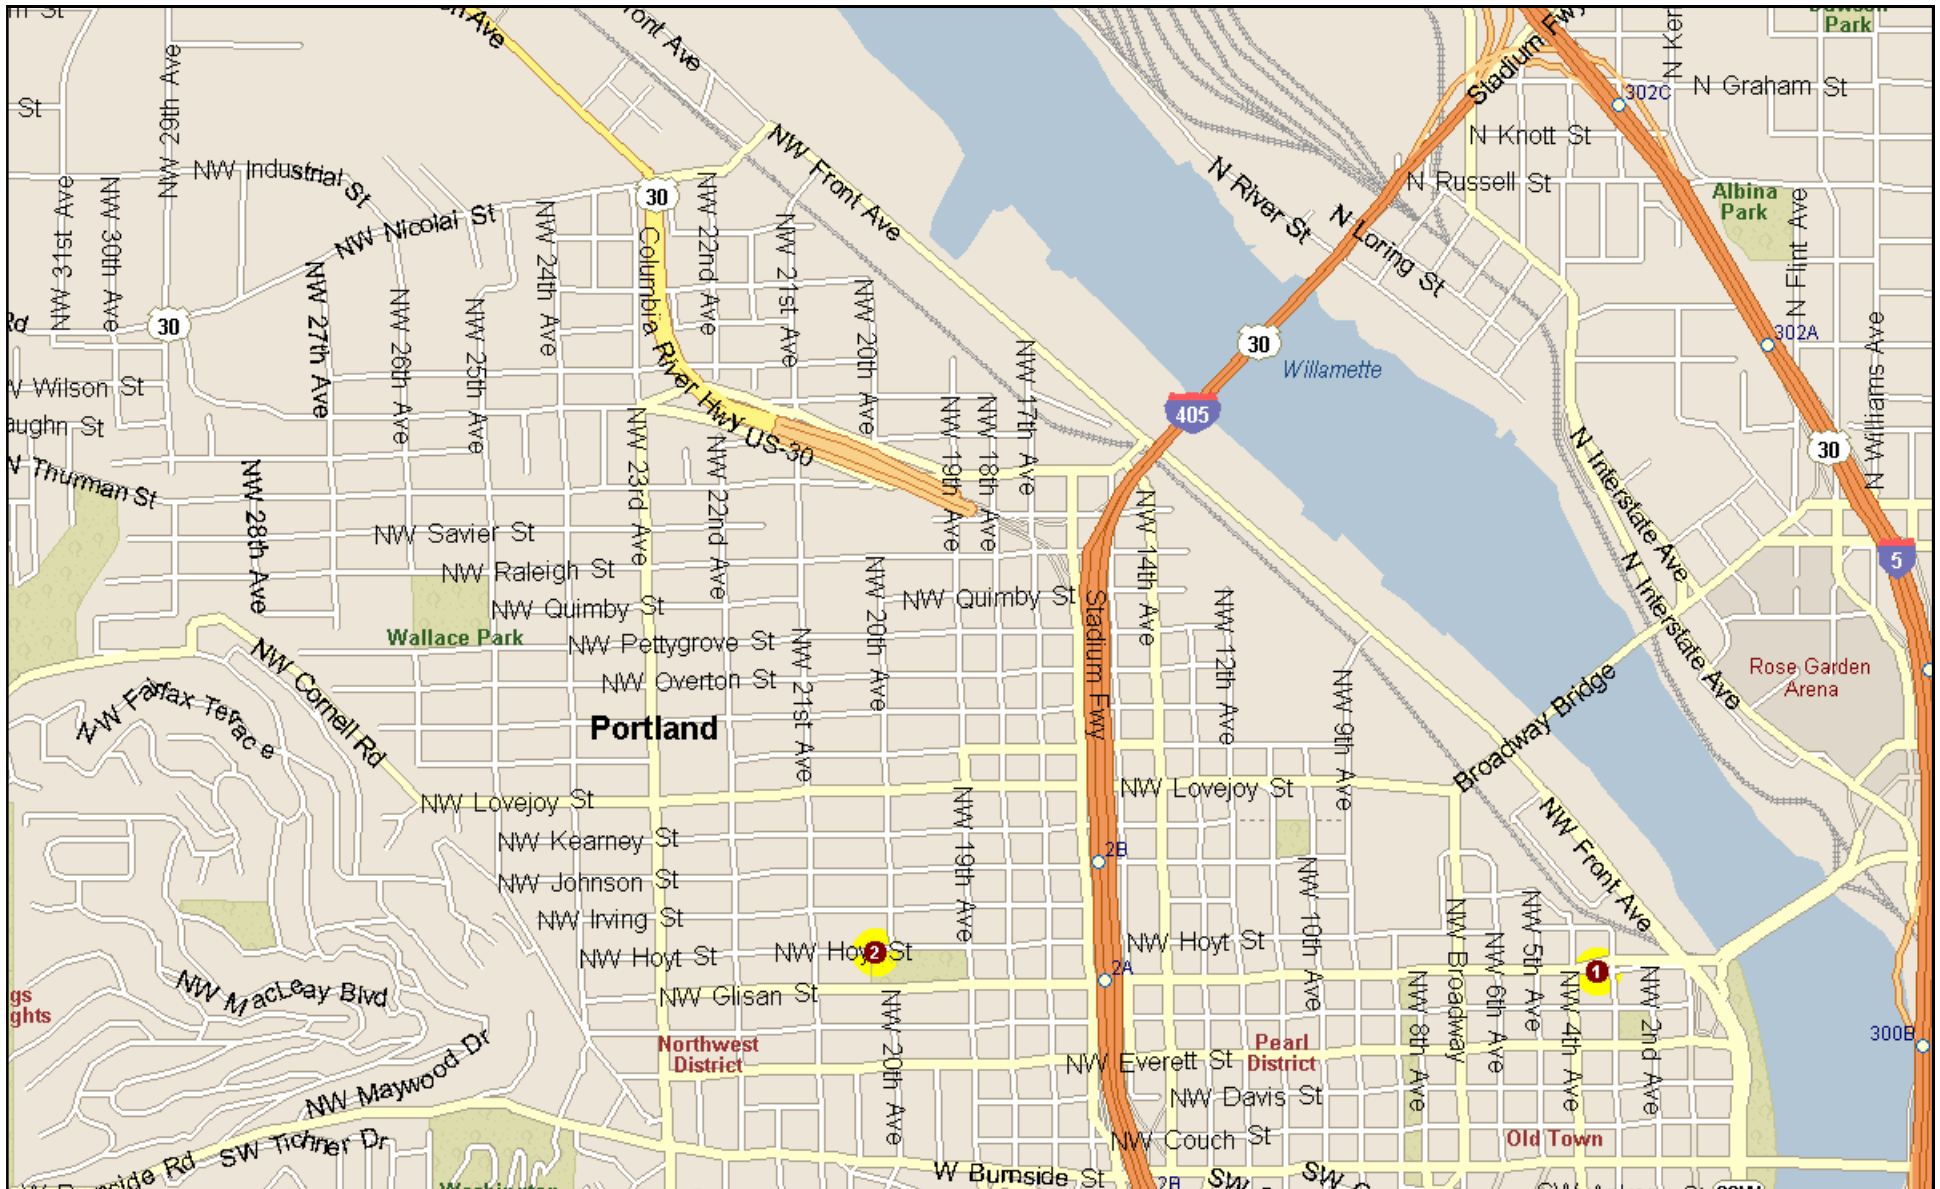 Stadium Fwy
Park
302C
N Graham St
St
NW 29th Ave
N Knott St
NW Front Ave
NW Industrial St
N River St
N Russell St
Albina
Park
30
NW 31st Ave
NW 30th Ave
NW Nicolai St
NW 24th Ave
NW 22nd Ave
NW 21st Ave
N Loring St
N Flint Ave
Columbia River Hwy US-30
30
NW 27th Ave
NW 26th Ave
NW 25th Ave
NW 20th Ave
30
302A
Willamette
N Williams Ave
Wilson St
405
NW 17th Ave
NW 19th Ave
NW 18th Ave
St
NW 23rd Ave
NW 22nd Ave
30
N Interstate Ave
N Thurman St
NW 28th Ave
NW Savier St
NW 14th Ave
5
NW Raleigh St
N Interstate Ave
NW Quimby St
NW Quimby St
NW 20th Ave
Stadium Fwy
NW 12th Ave
Wallace Park
NW Pettygrove St
NW 21st Ave
NW Cornell Rd
NW Overton St
NW 9th Ave
Rose Garden
Arena
NW Fairfax Terrace
Portland
Broadway Bridge
NW Lovejoy St
NW Lovejoy St
NW Front Ave
NW Kearney St
NW 19th Ave
2B
NW Johnson St
NW 10th Ave
NW Irving St
NW Broadway
NW 5th Ave
NW 6th Ave
NW Hoyt St
NW Hoyt St
2
NW Hoyt St
2A
1
NW MacLeay Blvd
NW Glisan St
NW 20th Ave
NW 8th Ave
NW 4th Ave
NW 2nd Ave
300B
Northwest
District
Pearl
District
NW Everett St
NW Maywood Dr
NW Davis St
SW Tichner Dr
NW Couch St
Old Town
W Burnside St